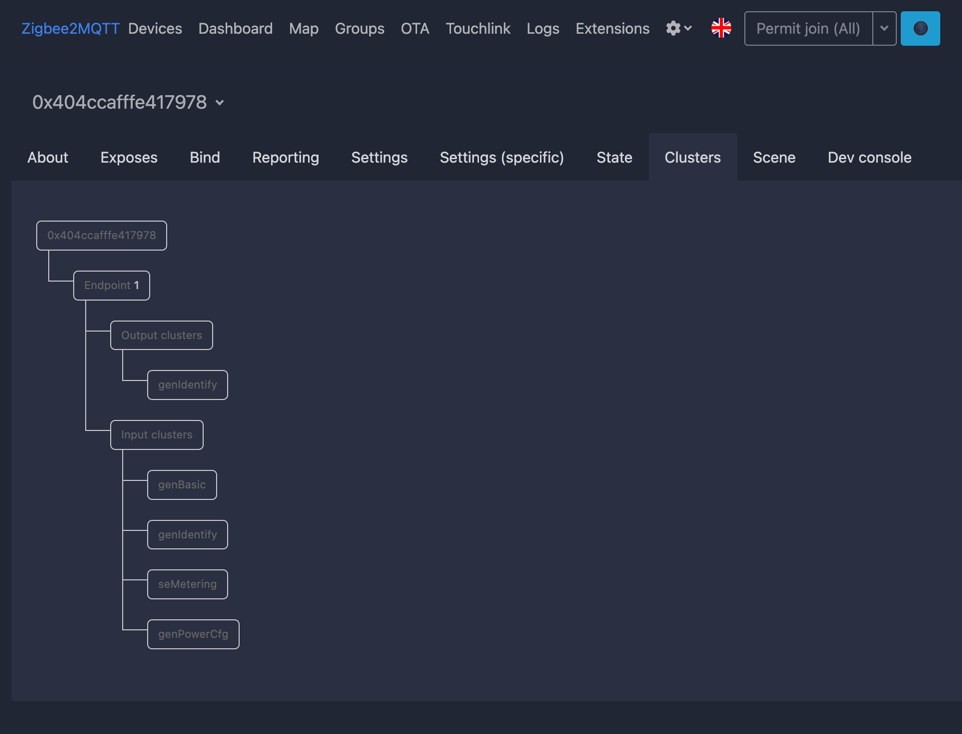 Zigbee2MQTT Devices Dashboard Map Groups OTA Touchlink Logs Extensions Permit join (All)
0x404ccafffe417978
About Exposes Bind Reporting Settings Settings (specific) State Clusters Scene Dev console
0x404ccafffe417978
Endpoint 1
Output clusters
genIdentify
Input clusters
genBasic
genIdentify
seMetering
genPowerCfg